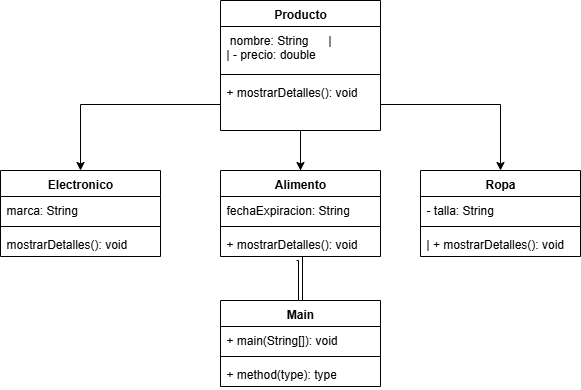 Producto
nombre: String |
| - precio: double
+ mostrarDetalles(): void
Electronico
marca: String
mostrarDetalles(): void
Alimento
fechaExpiracion: String
+ mostrarDetalles(): void
Ropa
- talla: String
| + mostrarDetalles(): void
Main
+ main(String[]): void
+ method(type): type